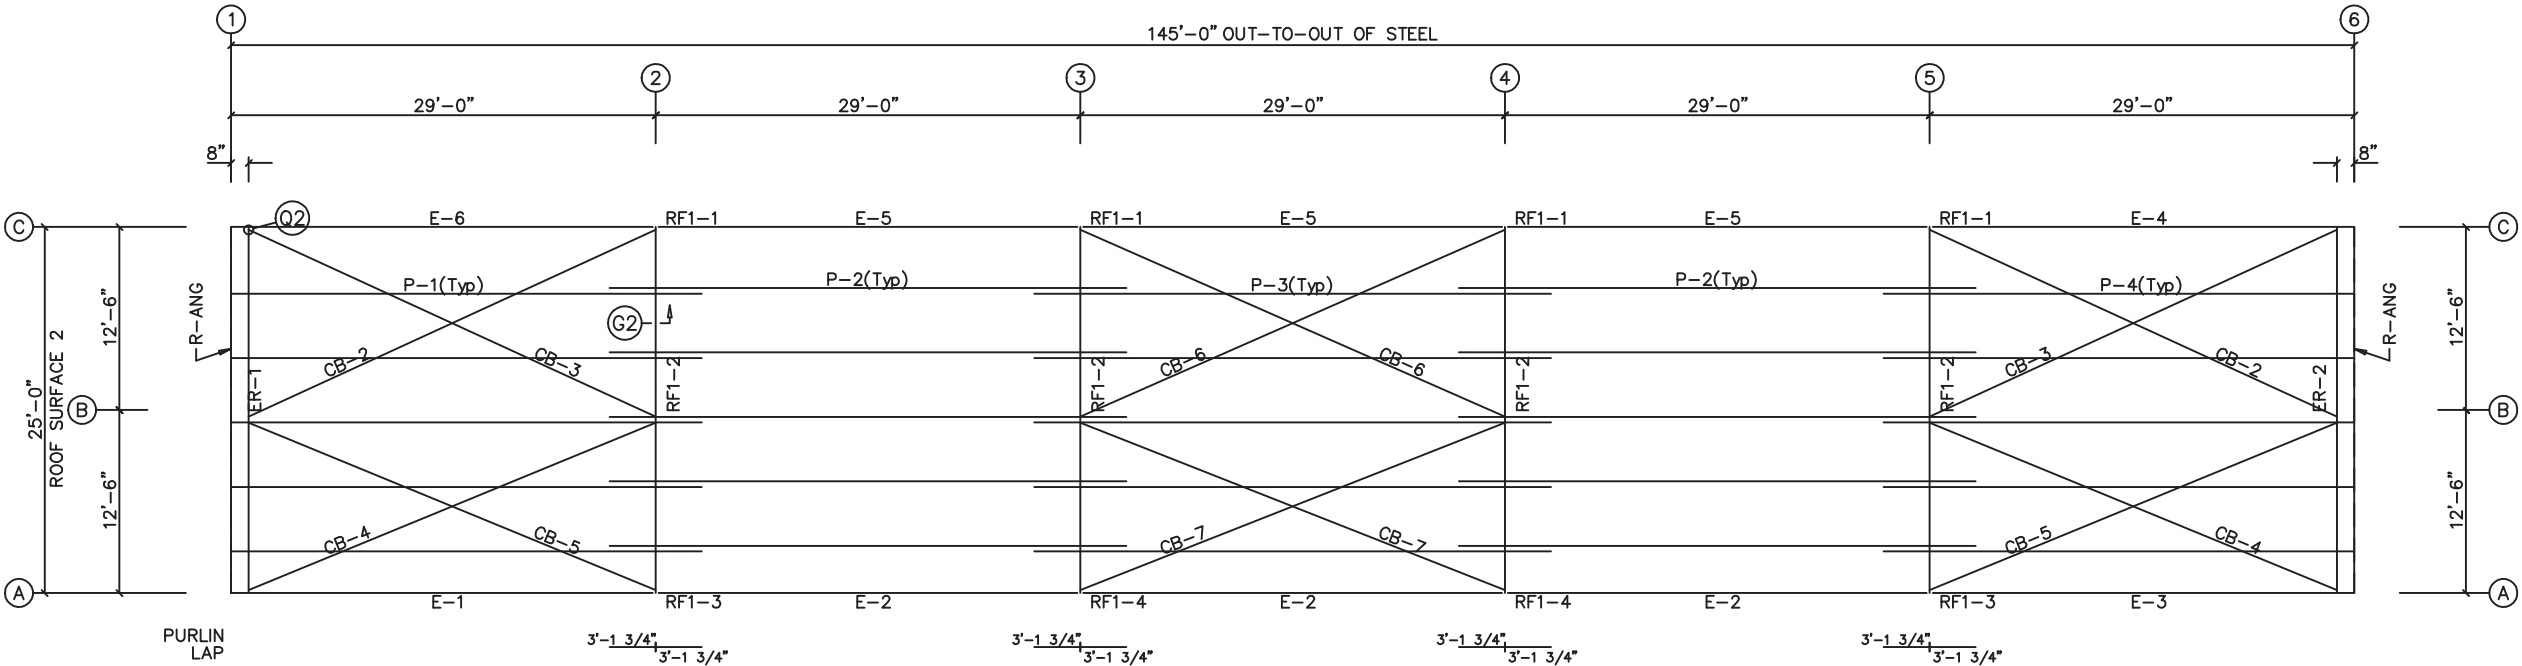 1
6
145'-0" OUT-TO-OUT OF STEEL
2
3
4
5
29'-0"
29'-0"
29'-0"
29'-0"
29'-0"
8"
8"
C
Q2
E-6
RF1-1
E-5
RF1-1
E-5
RF1-1
E-5
RF1-1
E-4
C
P-1(Typ)
P-2(Typ)
P-3(Typ)
P-2(Typ)
P-4(Typ)
R-ANG
12'-6"
G2
R-ANG
12'-6"
CB-2
CB-3
CB-6
CB-6
CB-3
CB-2
ER-1
RF1-2
RF1-2
RF1-2
RF1-2
ER-2
25'-0"
ROOF SURFACE 2
B
B
12'-6"
12'-6"
CB-4
CB-5
CB-7
CB-7
CB-5
CB-4
A
E-1
RF1-3
E-2
RF1-4
E-2
RF1-4
E-2
RF1-3
E-3
A
PURLIN
LAP
3'-1 3/4"
3'-1 3/4"
3'-1 3/4"
3'-1 3/4"
3'-1 3/4"
3'-1 3/4"
3'-1 3/4"
3'-1 3/4"